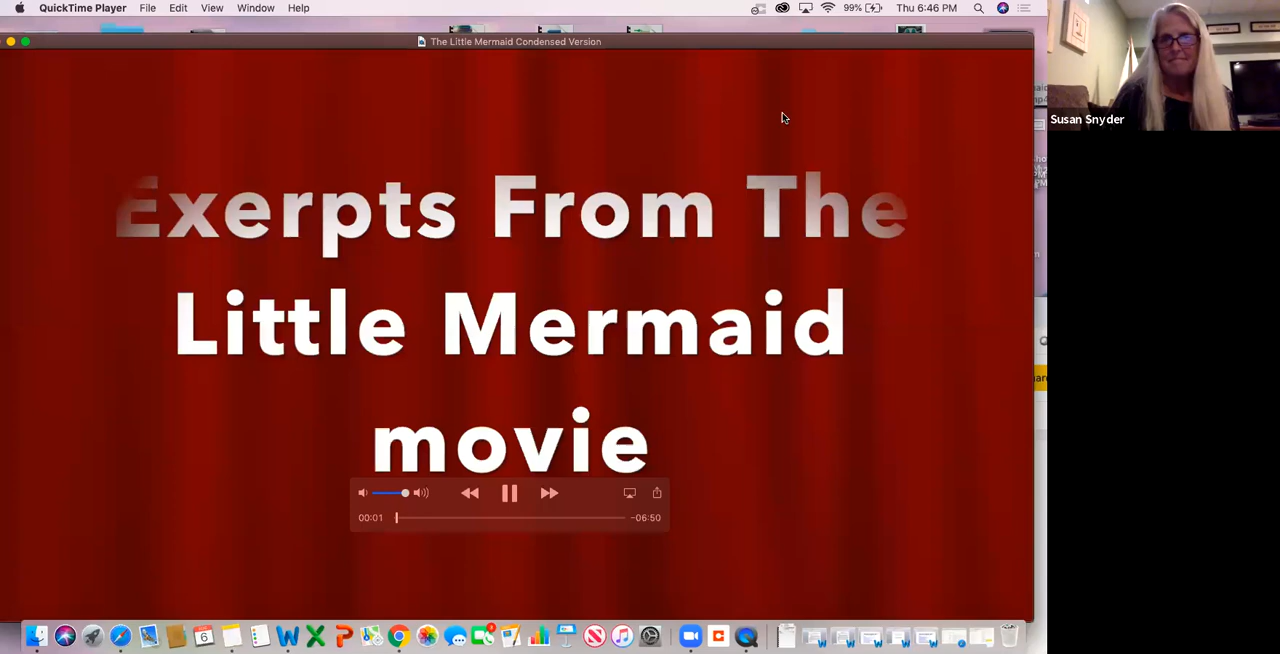 QuickTime Player File Edit View Window Help 99% Thu 6:46 PM
The Little Mermaid Condensed Version
Susan Snyder
Exerpts From The
Little Mermaid
movie
00:01 -06:50
6